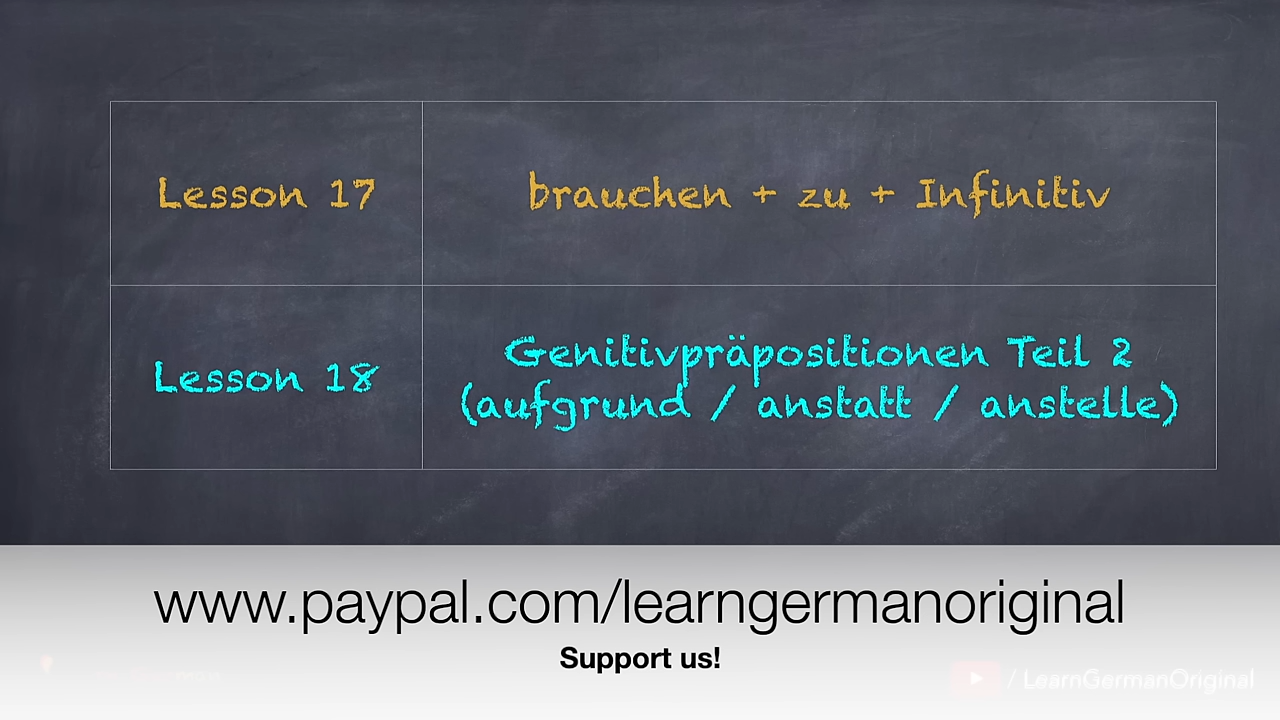 Lesson 17
brauchen + zu + Infinitiv
Lesson 18
Genitivpräpositionen Teil 2
(aufgrund / anstatt / anstelle)
www.paypal.com/learngermanoriginal
Support us!
/ LearnGermanOriginal